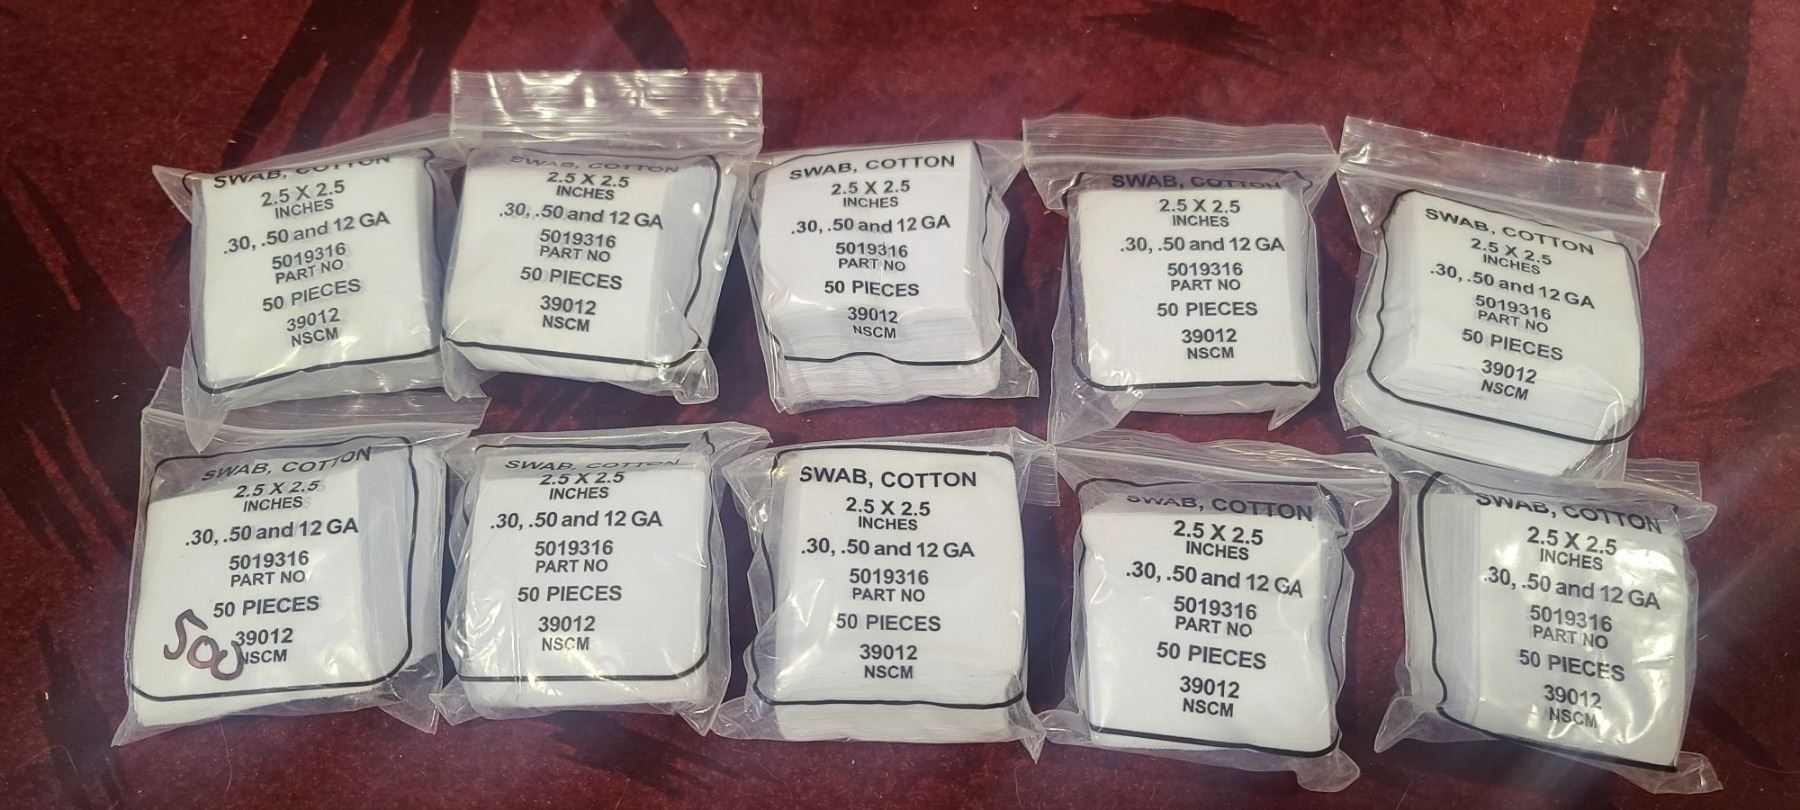 SWAB, COTTON
2.5 X 2.5
INCHES
.30, .50 and 12 GA
5019316
PART NO
50 PIECES
39012
NSCM
SWAB, COTTON
2.5 X 2.5
INCHES
.30, .50 and 12 GA
5019316
PART NO
50 PIECES
39012
NSCM
SWAB, COTTON
2.5 X 2.5
INCHES
.30, .50 and 12 GA
5019316
PART NO
50 PIECES
39012
NSCM
SWAB, COTTON
2.5 X 2.5
INCHES
.30, .50 and 12 GA
5019316
PART NO
50 PIECES
39012
NSCM
SWAB, COTTON
2.5 X 2.5
INCHES
.30, .50 and 12 GA
5019316
PART NO
50 PIECES
39012
NSCM
SWAB, COTTON
2.5 X 2.5
INCHES
.30, .50 and 12 GA
5019316
PART NO
50 PIECES
500
39012
NSCM
SWAB, COTTON
2.5 X 2.5
INCHES
.30, .50 and 12 GA
5019316
PART NO
50 PIECES
39012
NSCM
SWAB, COTTON
2.5 X 2.5
INCHES
.30, .50 and 12 GA
5019316
PART NO
50 PIECES
39012
NSCM
SWAB, COTTON
2.5 X 2.5
INCHES
.30, .50 and 12 GA
5019316
PART NO
50 PIECES
39012
NSCM
SWAB, COTTON
2.5 X 2.5
INCHES
.30, .50 and 12 GA
5019316
PART NO
50 PIECES
39012
NSCM